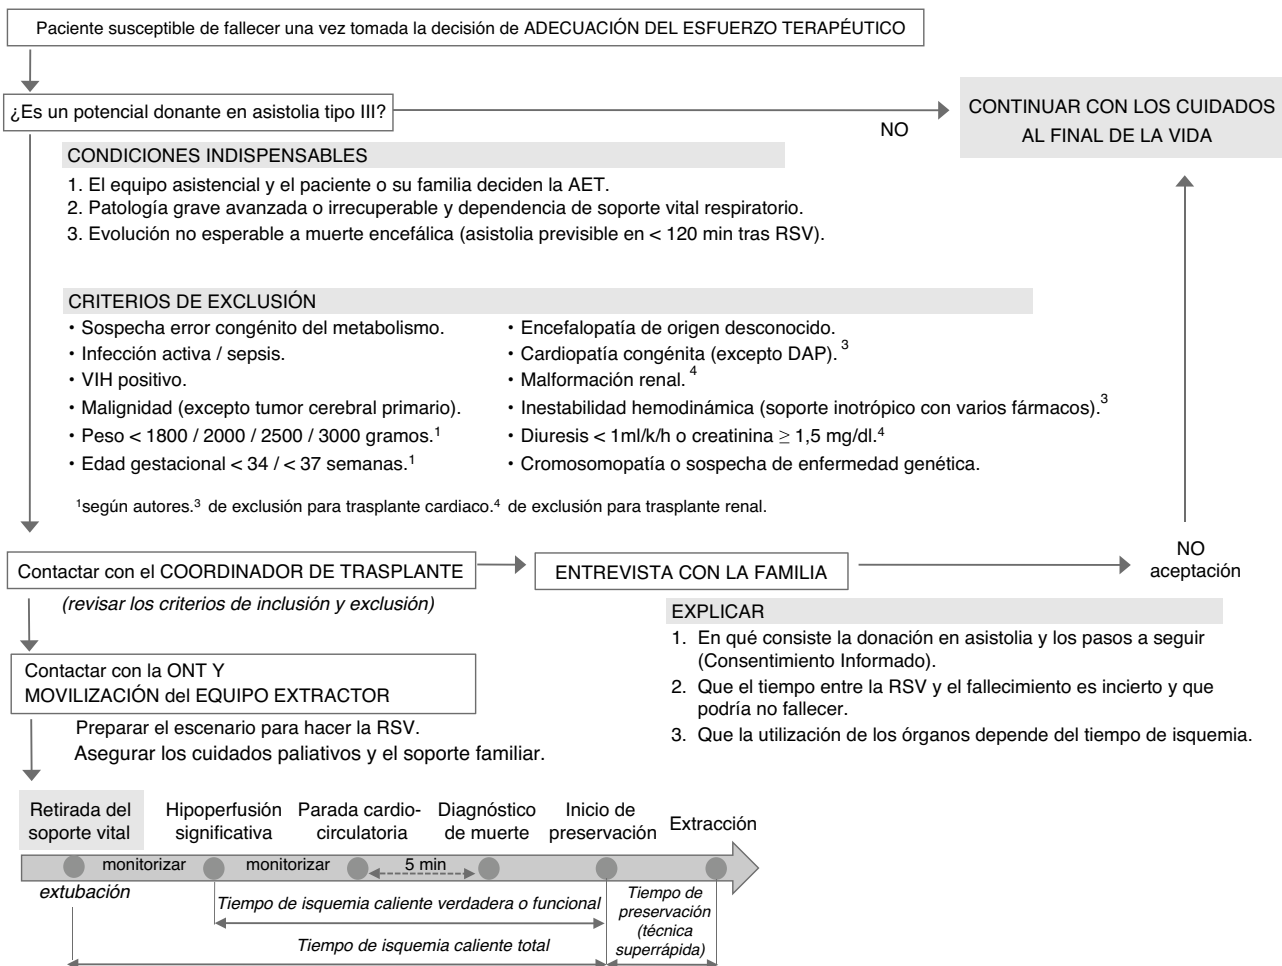 Paciente susceptible de fallecer una vez tomada la decisión de ADECUACIÓN DEL ESFUERZO TERAPÉUTICO
¿Es un potencial donante en asistolia tipo III?
NO
CONTINUAR CON LOS CUIDADOS
AL FINAL DE LA VIDA
CONDICIONES INDISPENSABLES
1. El equipo asistencial y el paciente o su familia deciden la AET.
2. Patología grave avanzada o irrecuperable y dependencia de soporte vital respiratorio.
3. Evolución no esperable a muerte encefálica (asistolia previsible en < 120 min tras RSV).
CRITERIOS DE EXCLUSIÓN
• Sospecha error congénito del metabolismo.
• Infección activa / sepsis.
• VIH positivo.
• Malignidad (excepto tumor cerebral primario).
• Peso < 1800 / 2000 / 2500 / 3000 gramos.¹
• Edad gestacional < 34 / < 37 semanas.¹
• Encefalopatía de origen desconocido.
• Cardiopatía congénita (excepto DAP).³
• Malformación renal.⁴
• Inestabilidad hemodinámica (soporte inotrópico con varios fármacos).³
• Diuresis < 1ml/k/h o creatinina ≥ 1,5 mg/dl.⁴
• Cromosomopatía o sospecha de enfermedad genética.
¹según autores.³ de exclusión para trasplante cardiaco.⁴ de exclusión para trasplante renal.
Contactar con el COORDINADOR DE TRASPLANTE
(revisar los criterios de inclusión y exclusión)
ENTREVISTA CON LA FAMILIA
NO
aceptación
EXPLICAR
1. En qué consiste la donación en asistolia y los pasos a seguir
(Consentimiento Informado).
2. Que el tiempo entre la RSV y el fallecimiento es incierto y que
podría no fallecer.
3. Que la utilización de los órganos depende del tiempo de isquemia.
Contactar con la ONT Y
MOVILIZACIÓN del EQUIPO EXTRACTOR
Preparar el escenario para hacer la RSV.
Asegurar los cuidados paliativos y el soporte familiar.
Retirada del
soporte vital
Hipoperfusión
significativa
Parada cardio-
circulatoria
Diagnóstico
de muerte
Inicio de
preservación
Extracción
monitorizar
monitorizar
5 min
extubación
Tiempo de isquemia caliente verdadera o funcional
Tiempo de
preservación
(técnica
superrápida)
Tiempo de isquemia caliente total